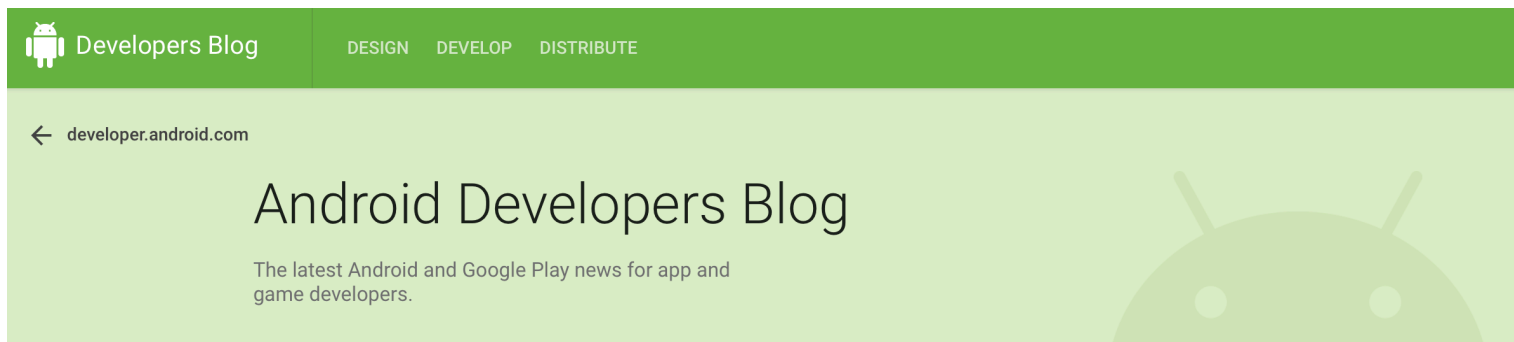 Developers Blog
DESIGN DEVELOP DISTRIBUTE
developer.android.com
Android Developers Blog
The latest Android and Google Play news for app and
game developers.